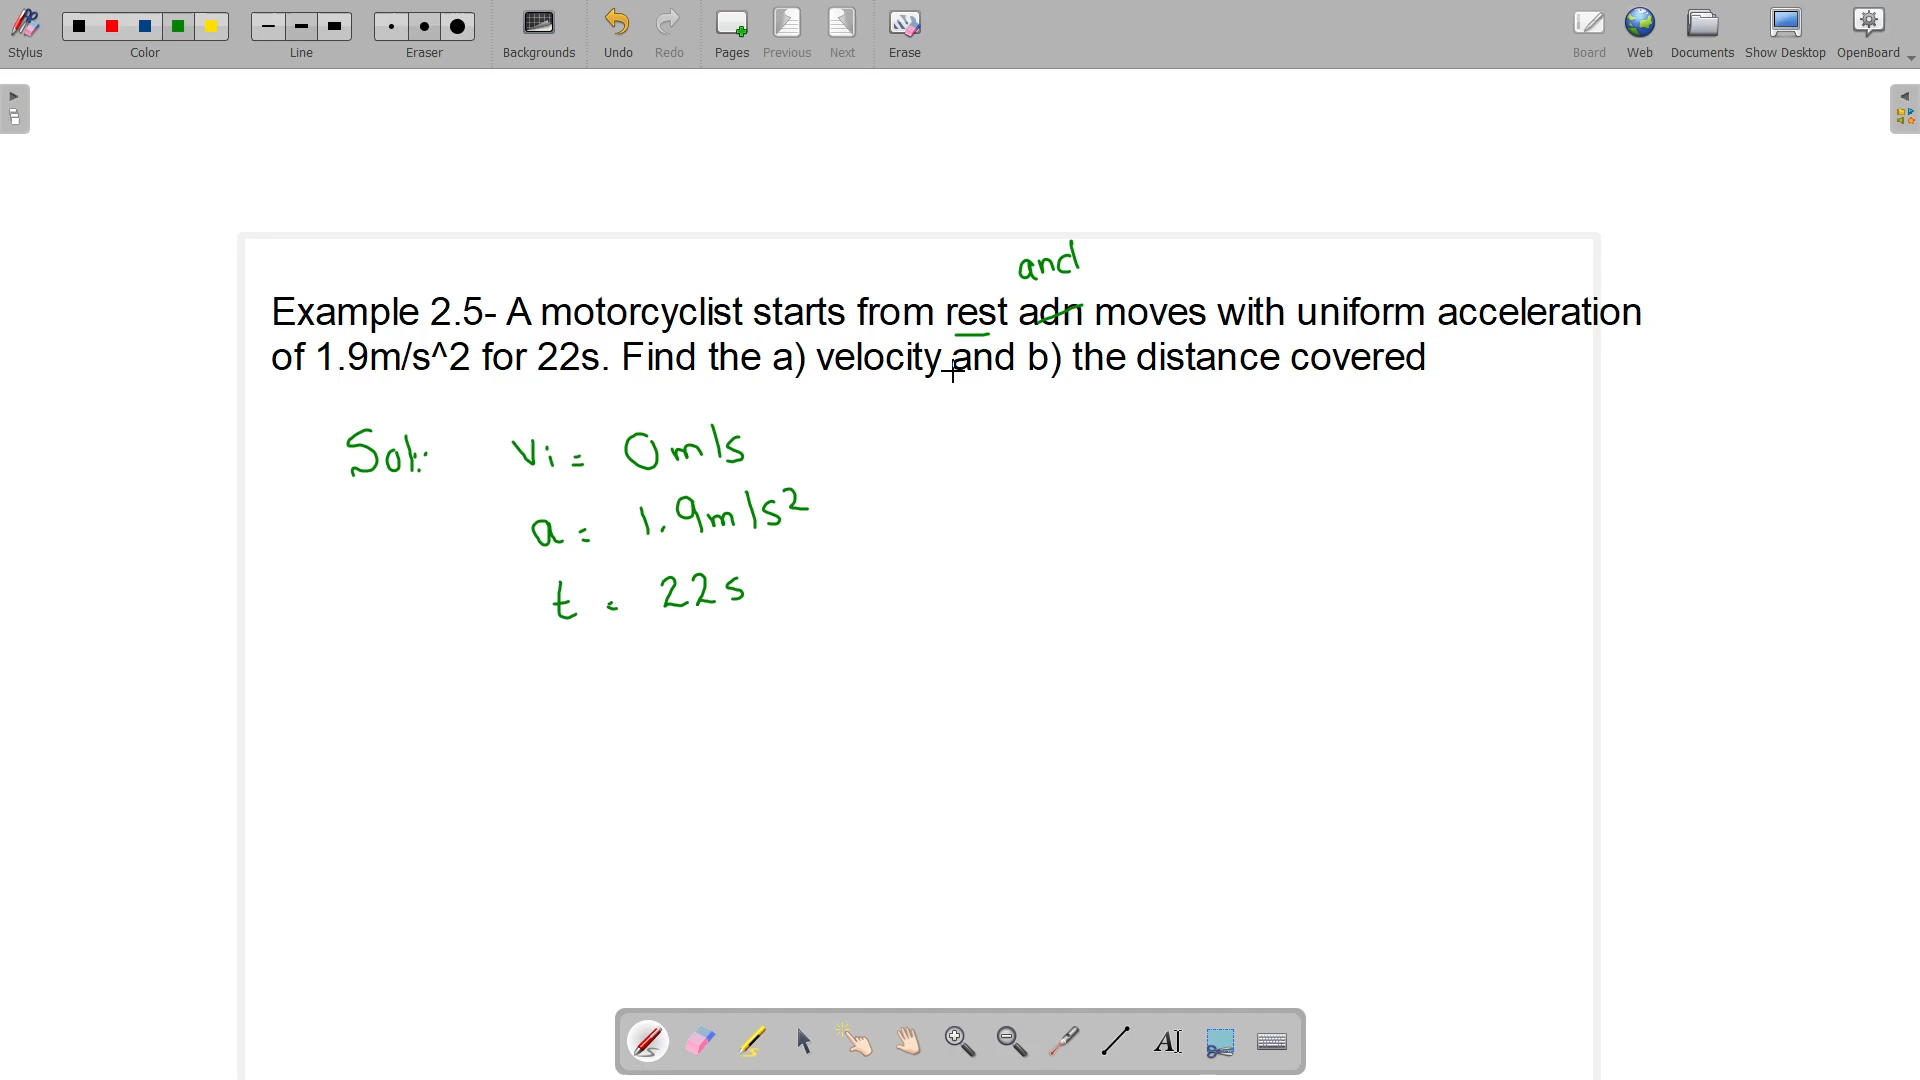 Stylus Color Line Eraser Backgrounds Undo Redo Pages Previous Next Erase Board Web Documents Show Desktop OpenBoard
and
Example 2.5- A motorcyclist starts from rest adn moves with uniform acceleration
of 1.9m/s^2 for 22s. Find the a) velocity and b) the distance covered
Sol: vi = 0m/s
a = 1.9m/s²
t = 22s